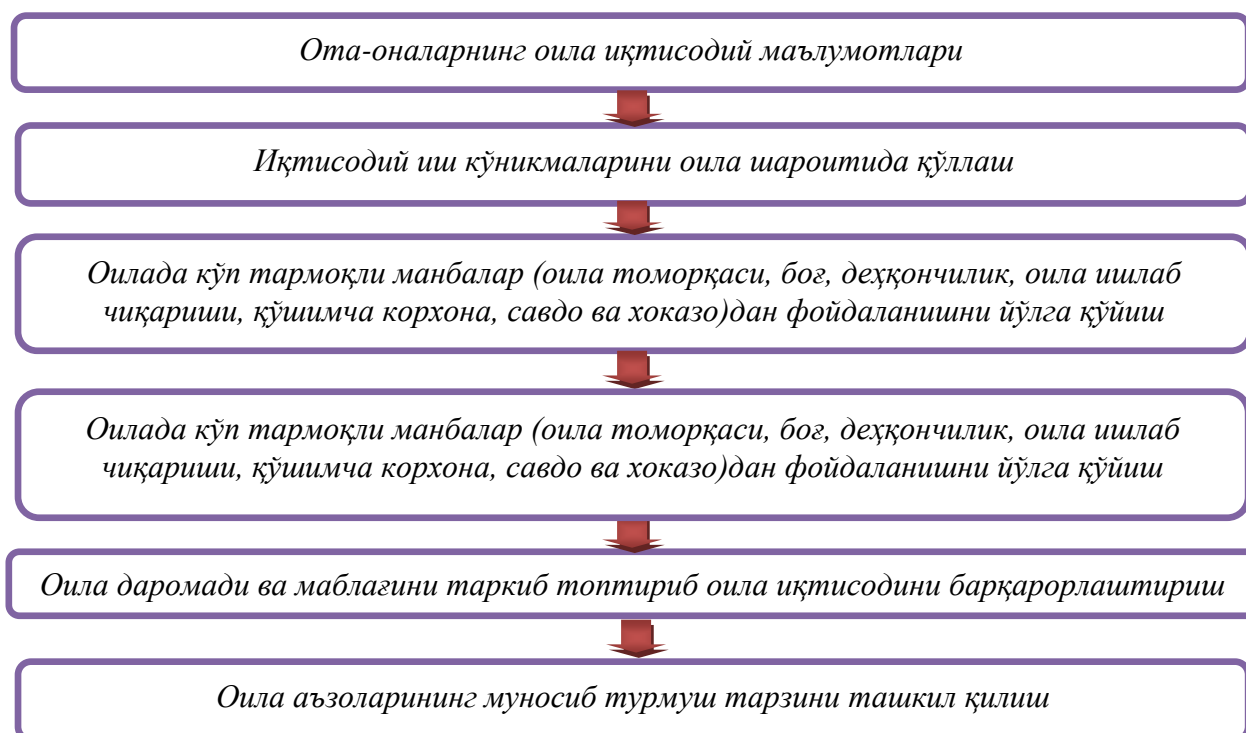 Ота-оналарнинг оила иқтисодий маълумотлари
Иқтисодий иш кўникмаларини оила шароитида қўллаш
Оилада кўп тармоқли манбалар (оила томорқаси, боғ, деҳқончилик, оила ишлаб
чиқариши, қўшимча корхона, савдо ва хоказо)дан фойдаланишни йўлга қўйиш
Оилада кўп тармоқли манбалар (оила томорқаси, боғ, деҳқончилик, оила ишлаб
чиқариши, қўшимча корхона, савдо ва хоказо)дан фойдаланишни йўлга қўйиш
Оила даромади ва маблағини таркиб топтириб оила иқтисодини барқарорлаштириш
Оила аъзоларининг муносиб турмуш тарзини ташкил қилиш